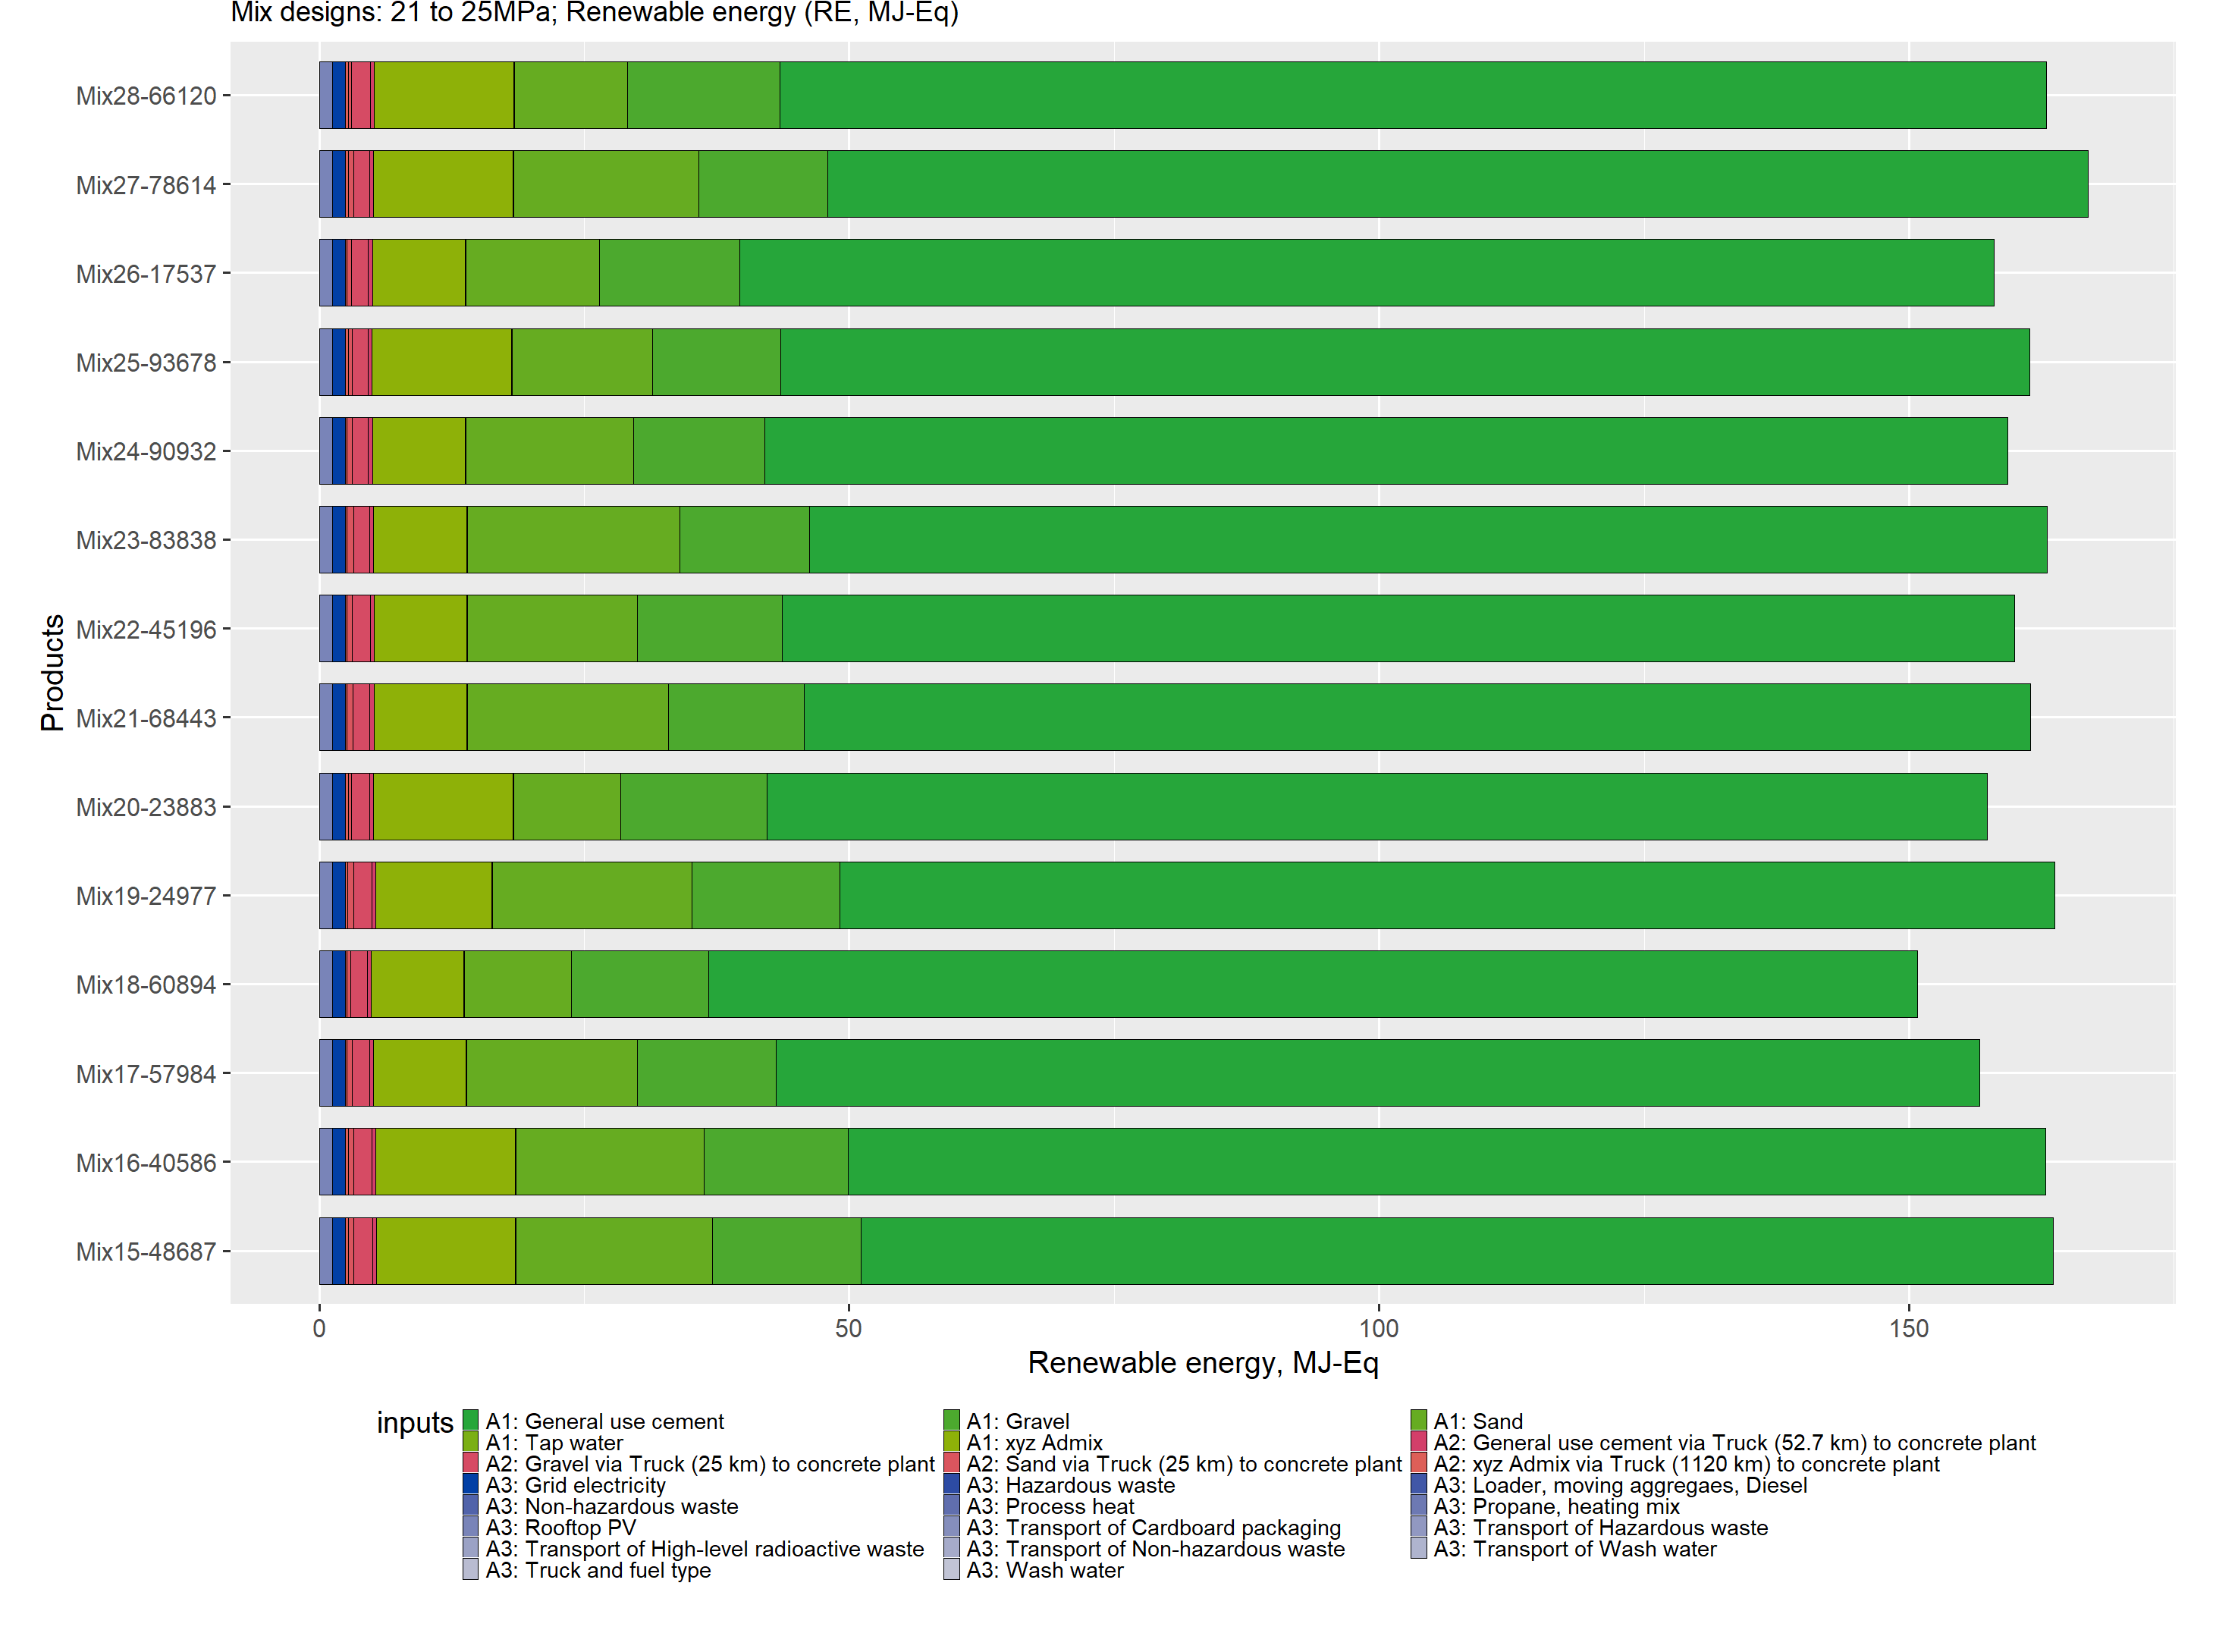 Mix designs: 21 to 25MPa; Renewable energy (RE, MJ-Eq)
Mix28-66120
Mix27-78614
Mix26-17537
Mix25-93678
Mix24-90932
Mix23-83838
Mix22-45196
Mix21-68443
Mix20-23883
Mix19-24977
Mix18-60894
Mix17-57984
Mix16-40586
Mix15-48687
Products
0 50 100 150
Renewable energy, MJ-Eq
inputs
A1: General use cement A1: Gravel A1: Sand
A1: Tap water A1: xyz Admix A2: General use cement via Truck (52.7 km) to concrete plant
A2: Gravel via Truck (25 km) to concrete plant A2: Sand via Truck (25 km) to concrete plant A2: xyz Admix via Truck (1120 km) to concrete plant
A3: Grid electricity A3: Hazardous waste A3: Loader, moving aggregaes, Diesel
A3: Non-hazardous waste A3: Process heat A3: Propane, heating mix
A3: Rooftop PV A3: Transport of Cardboard packaging A3: Transport of Hazardous waste
A3: Transport of High-level radioactive waste A3: Transport of Non-hazardous waste A3: Transport of Wash water
A3: Truck and fuel type A3: Wash water